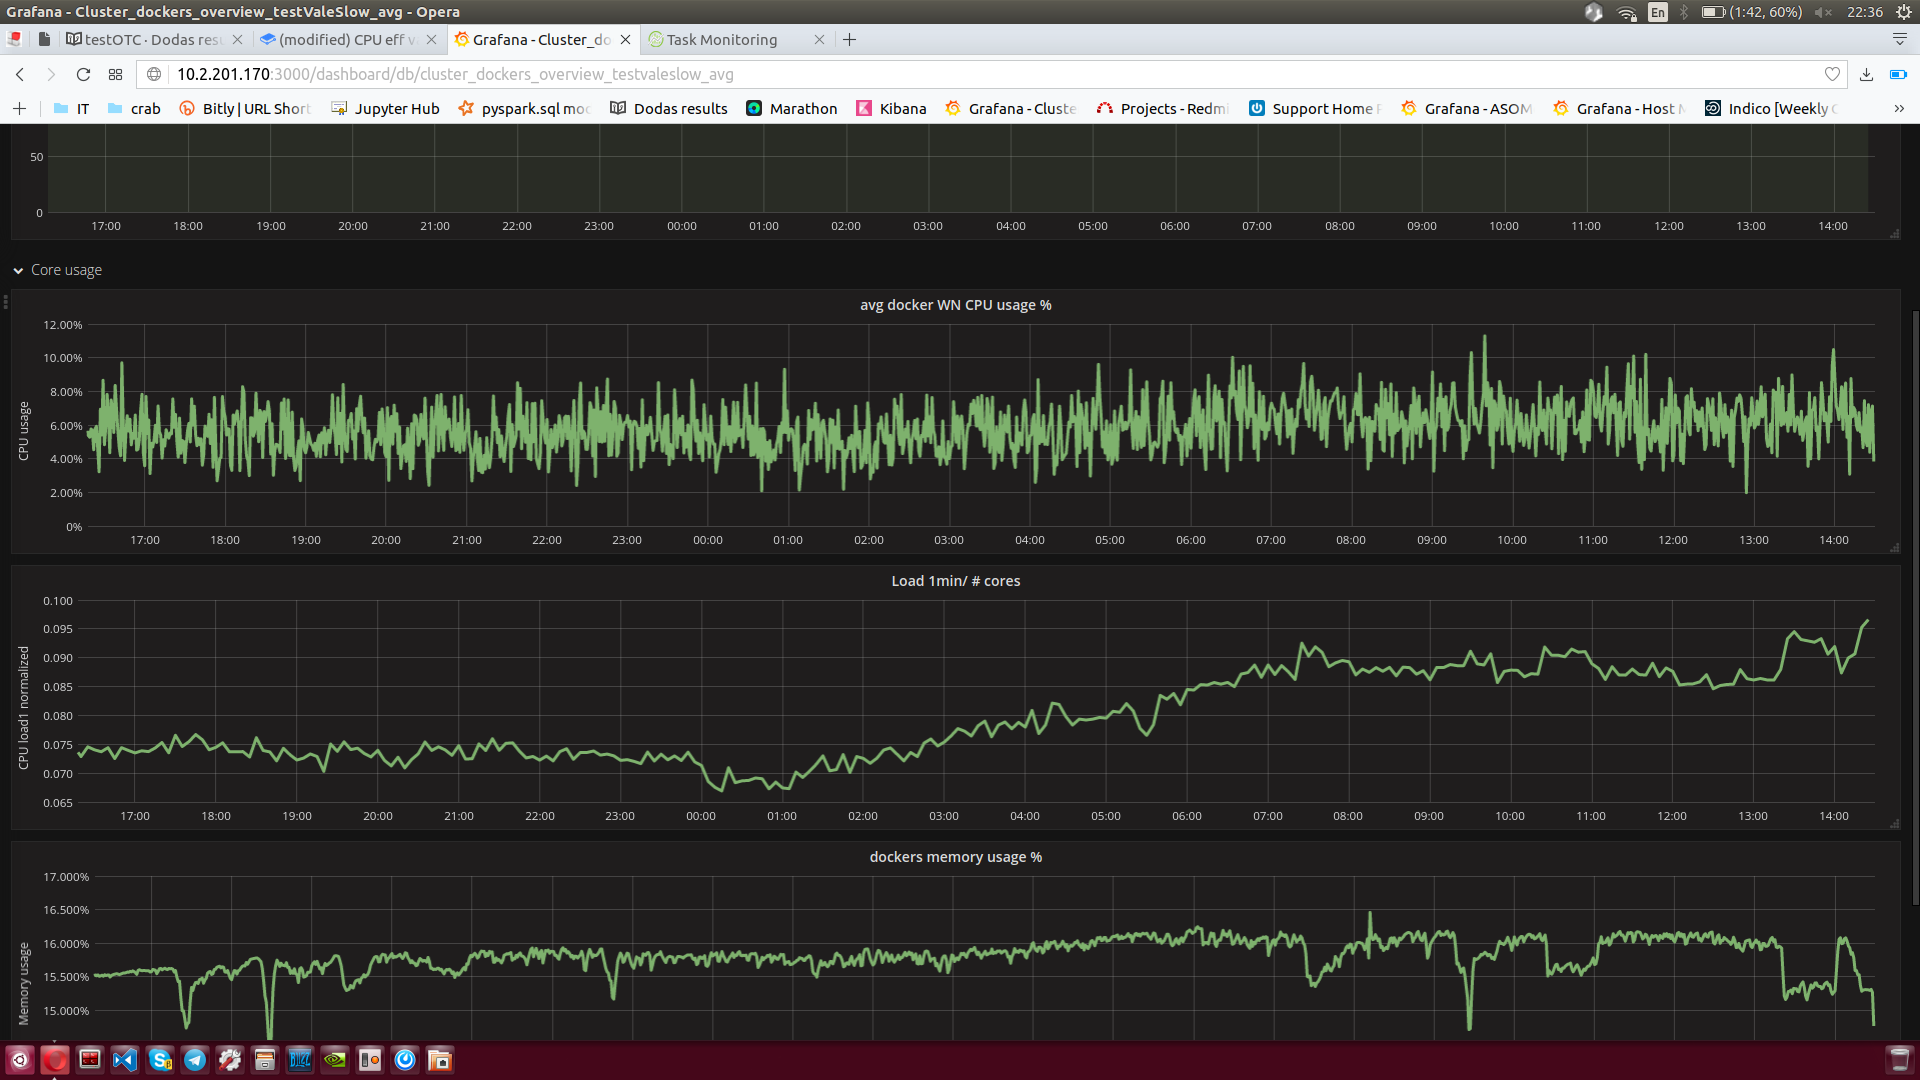 Grafana - Cluster_dockers_overview_testValeSlow_avg - Opera
En (1:42, 60%) 22:36
testOTC · Dodas resu (modified) CPU eff v Grafana - Cluster_do Task Monitoring
10.2.201.170:3000/dashboard/db/cluster_dockers_overview_testvaleslow_avg
IT crab Bitly | URL Short Jupyter Hub pyspark.sql mod Dodas results Marathon Kibana Grafana - Cluste Projects - Redmi Support Home P Grafana - ASOM Grafana - Host M Indico [Weekly C
50
0
17:00 18:00 19:00 20:00 21:00 22:00 23:00 00:00 01:00 02:00 03:00 04:00 05:00 06:00 07:00 08:00 09:00 10:00 11:00 12:00 13:00 14:00
Core usage
avg docker WN CPU usage %
CPU usage
12.00%
10.00%
8.00%
6.00%
4.00%
2.00%
0%
17:00 18:00 19:00 20:00 21:00 22:00 23:00 00:00 01:00 02:00 03:00 04:00 05:00 06:00 07:00 08:00 09:00 10:00 11:00 12:00 13:00 14:00
Load 1min/ # cores
CPU load1 normalized
0.100
0.095
0.090
0.085
0.080
0.075
0.070
0.065
17:00 18:00 19:00 20:00 21:00 22:00 23:00 00:00 01:00 02:00 03:00 04:00 05:00 06:00 07:00 08:00 09:00 10:00 11:00 12:00 13:00 14:00
dockers memory usage %
Memory usage
17.000%
16.500%
16.000%
15.500%
15.000%